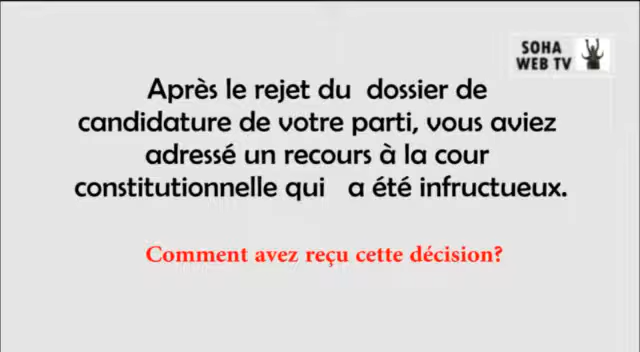 SOHA
WEB TV
Après le rejet du dossier de
candidature de votre parti, vous aviez
adressé un recours à la cour
constitutionnelle qui a été infructueux.
Comment avez reçu cette décision?